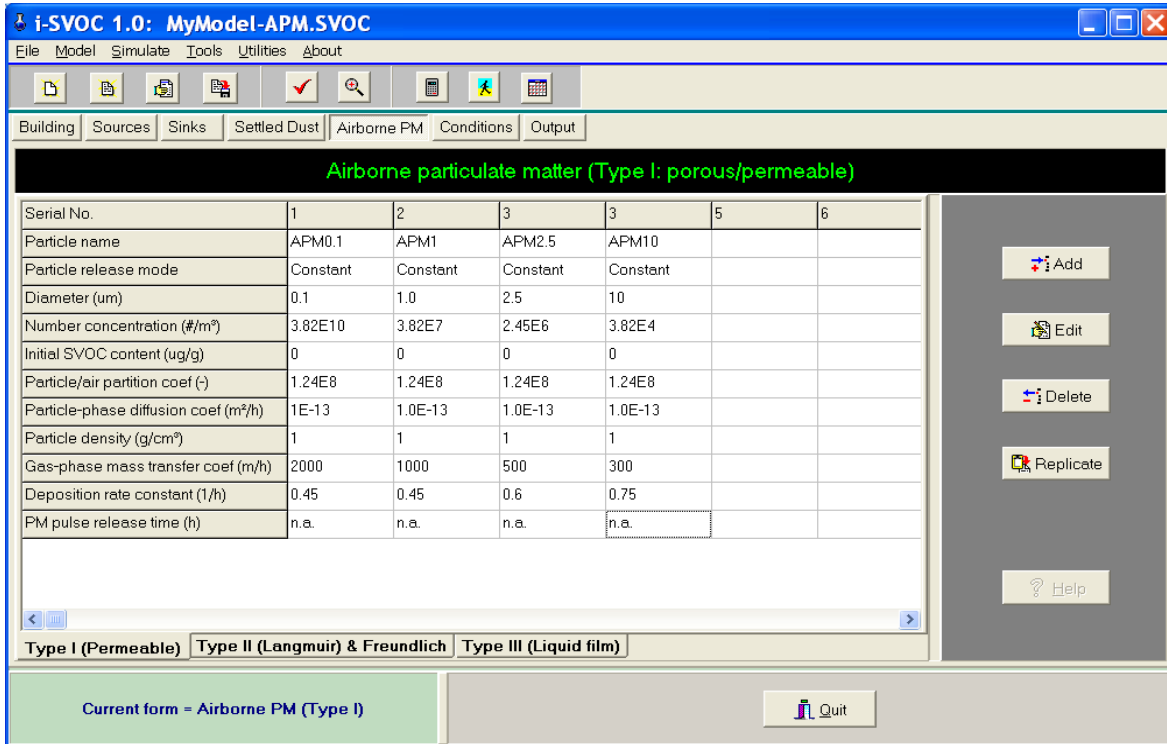 i-SVOC 1.0: MyModel-APM.SVOC
File Model Simulate Tools Utilities About
Building Sources Sinks Settled Dust Airborne PM Conditions Output
Airborne particulate matter (Type I: porous/permeable)
Serial No. 1 2 3 3 5 6
Particle name APM0.1 APM1 APM2.5 APM10
Particle release mode Constant Constant Constant Constant
Diameter (um) 0.1 1.0 2.5 10
Number concentration (#/m³) 3.82E10 3.82E7 2.45E6 3.82E4
Initial SVOC content (ug/g) 0 0 0 0
Particle/air partition coef (-) 1.24E8 1.24E8 1.24E8 1.24E8
Particle-phase diffusion coef (m²/h) 1E-13 1.0E-13 1.0E-13 1.0E-13
Particle density (g/cm³) 1 1 1 1
Gas-phase mass transfer coef (m/h) 2000 1000 500 300
Deposition rate constant (1/h) 0.45 0.45 0.6 0.75
PM pulse release time (h) n.a. n.a. n.a. n.a.
Add
Edit
Delete
Replicate
Help
Type I (Permeable) Type II (Langmuir) & Freundlich Type III (Liquid film)
Current form = Airborne PM (Type I)
Quit